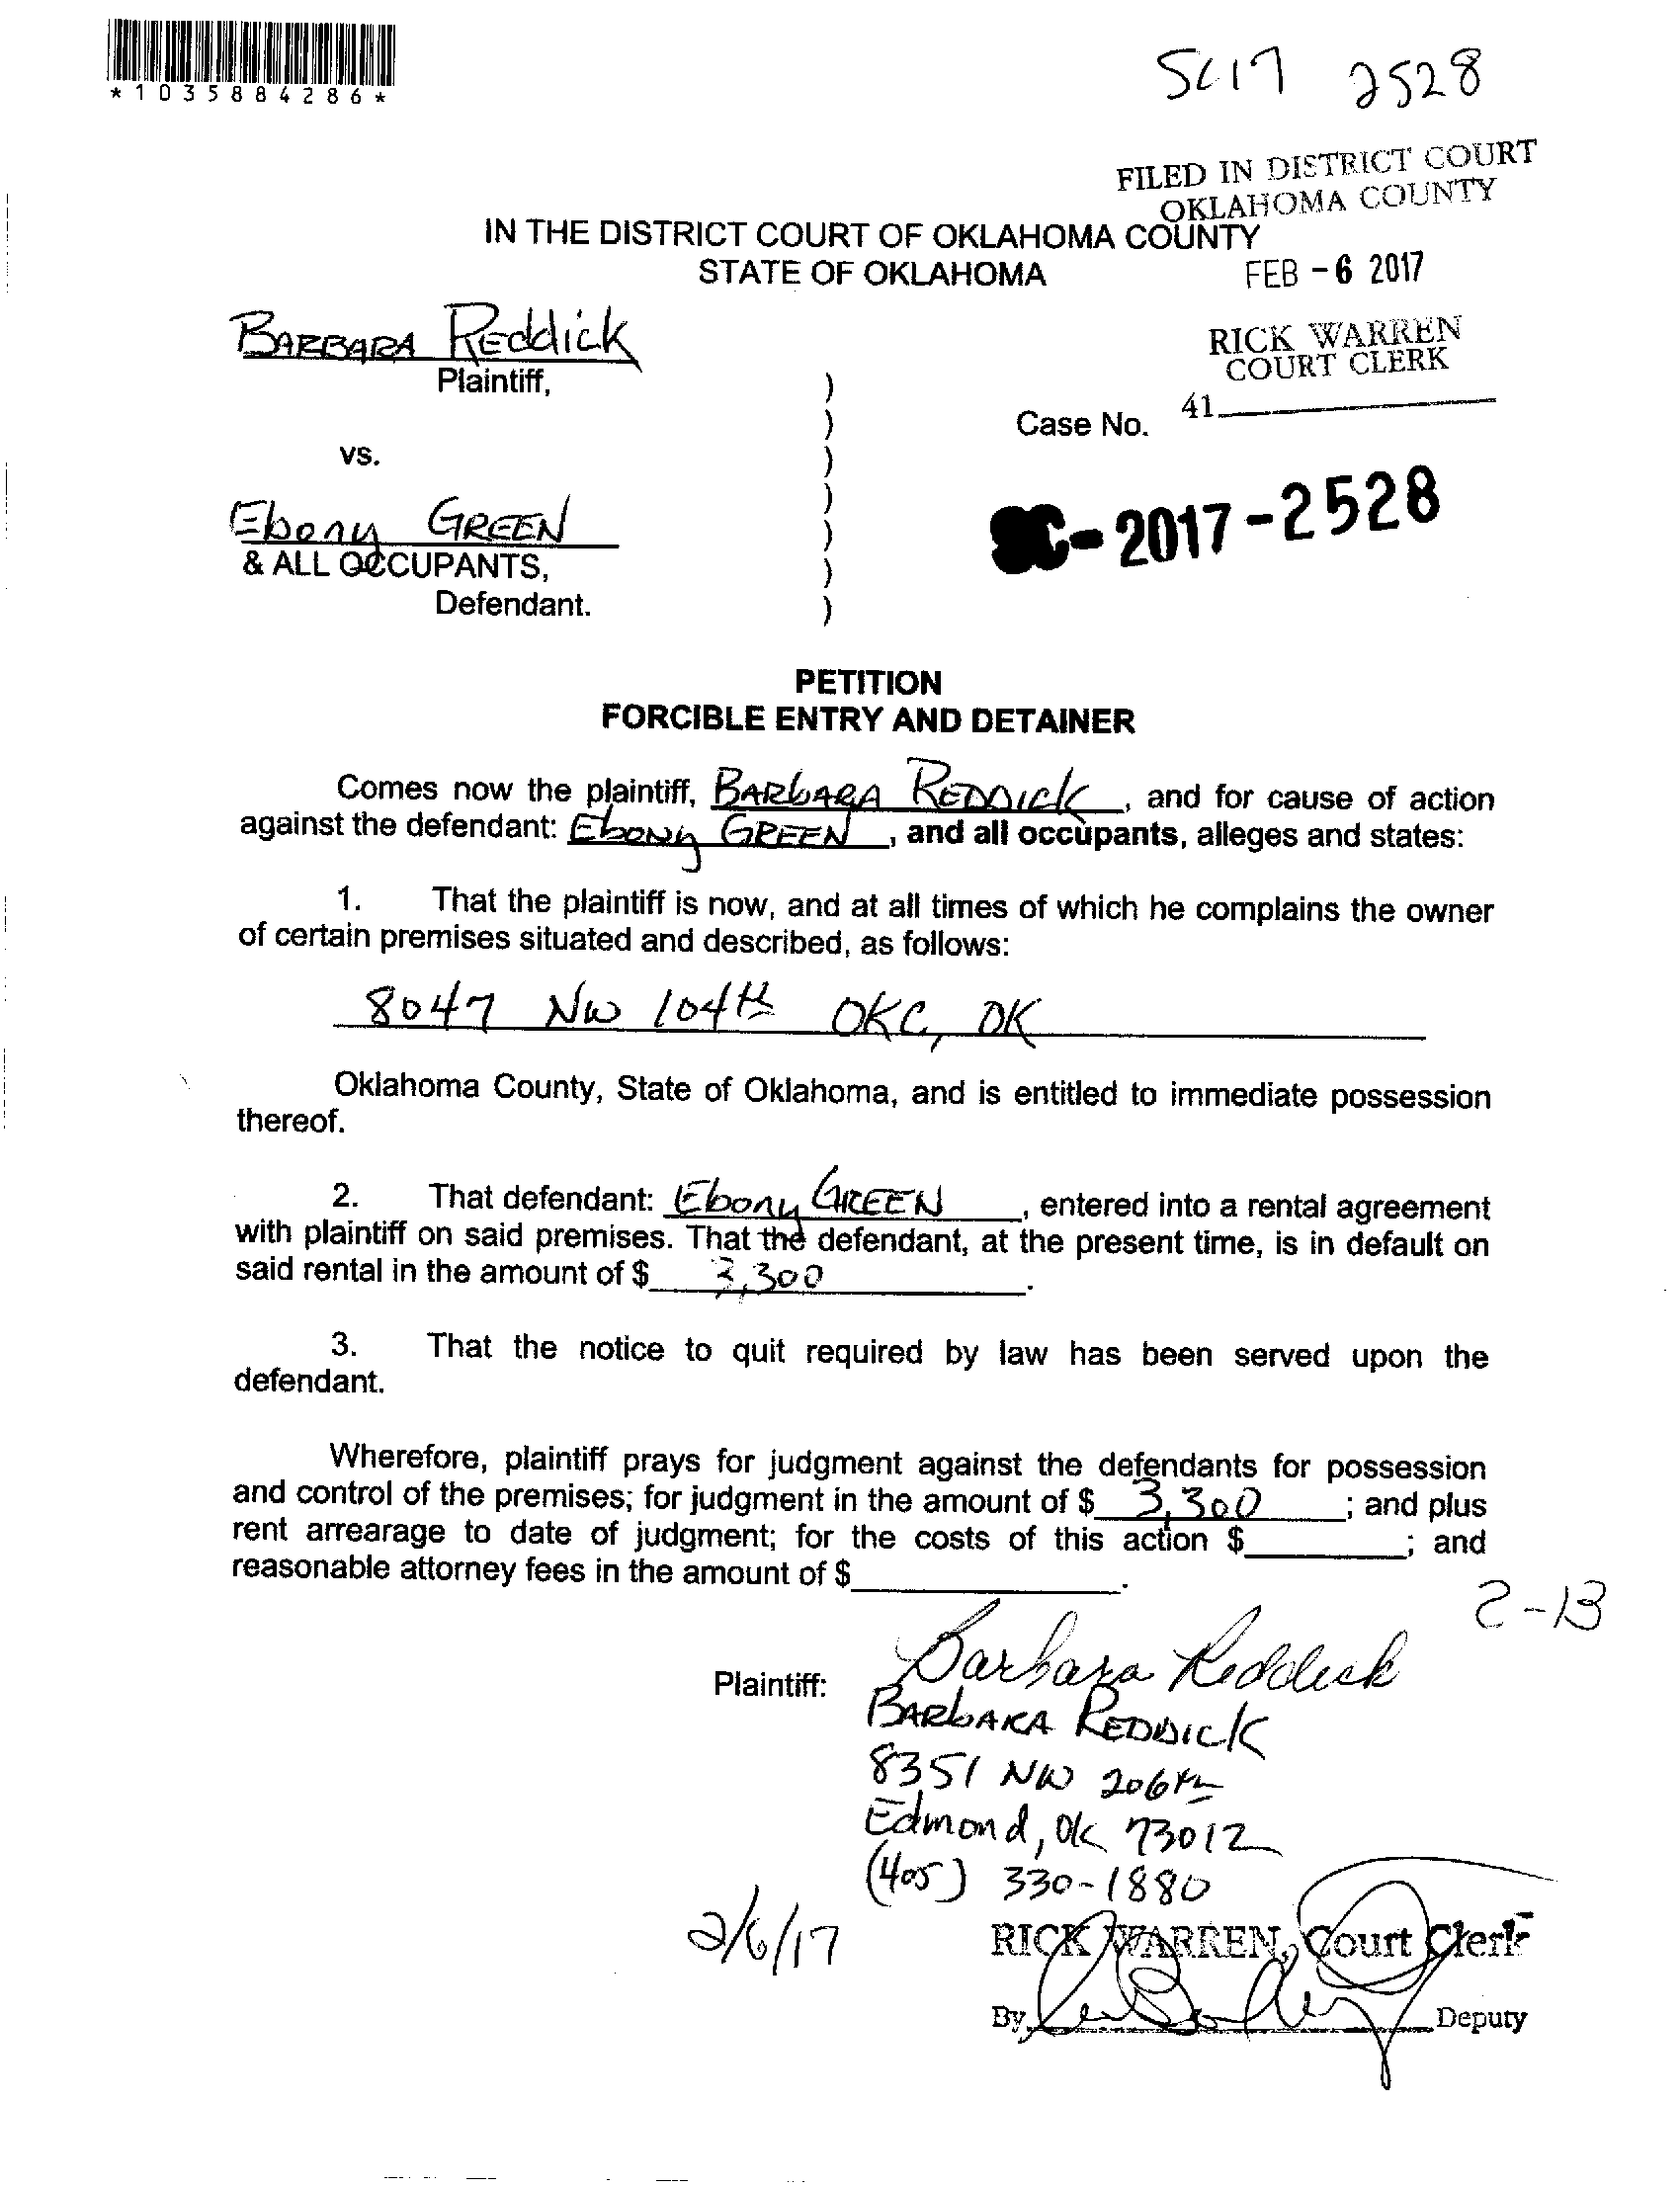 *1035884286*
SC17 2528
FILED IN DISTRICT COURT
OKLAHOMA COUNTY
IN THE DISTRICT COURT OF OKLAHOMA COUNTY
STATE OF OKLAHOMA
FEB - 6 2017
BARBARA REddick
Plaintiff,
RICK WARREN
COURT CLERK
41
Case No.
vs.
SC-2017-2528
Ebony GREEN
& ALL OCCUPANTS,
Defendant.
)
)
)
)
)
)
)
PETITION
FORCIBLE ENTRY AND DETAINER
Comes now the plaintiff, BARbARA REDDICK, and for cause of action
against the defendant: EbONy GREEN, and all occupants, alleges and states:
1. That the plaintiff is now, and at all times of which he complains the owner
of certain premises situated and described, as follows:
8047 NW 104th OKC, OK
Oklahoma County, State of Oklahoma, and is entitled to immediate possession
thereof.
2. That defendant: Ebony GREEN, entered into a rental agreement
with plaintiff on said premises. That the defendant, at the present time, is in default on
said rental in the amount of $ 3,300.
3. That the notice to quit required by law has been served upon the
defendant.
Wherefore, plaintiff prays for judgment against the defendants for possession
and control of the premises; for judgment in the amount of $ 3,300; and plus
rent arrearage to date of judgment; for the costs of this action $; and
reasonable attorney fees in the amount of $.
2-13
Plaintiff: Barbara Reddick
BARbARA REDDICK
8351 NW 206th
Edmond, OK 73012
(405) 330-1880
2/6/17
RICK WARREN, Court Clerk
By Deputy